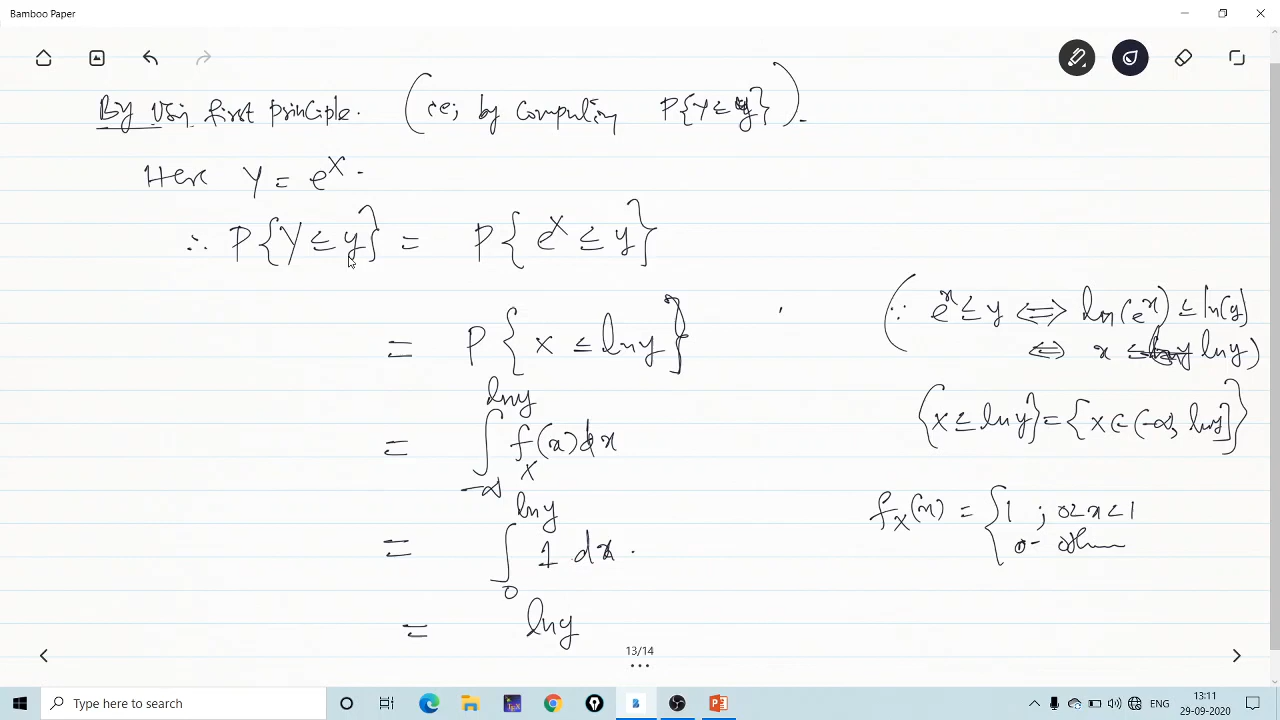 Bamboo Paper
By Using first principle. (ie; by computing P{Y ≤ y}).
Here Y = e^X.
∴ P{Y ≤ y} = P{e^X ≤ y}
= P{X ≤ ln y}
(∵ e^x ≤ y ⟺ ln(e^x) ≤ ln(y)
⟺ x ≤ ln y)
{X ≤ ln y} = {X ∈ (-∞, ln y]}
= ∫_{-∞}^{ln y} f_X(x) dx
f_X(x) = { 1 ; 0<x<1
0 -
= ∫_0^{ln y} 1 dx.
= ln y
13/14
Type here to search
ENG
13:11
29-09-2020